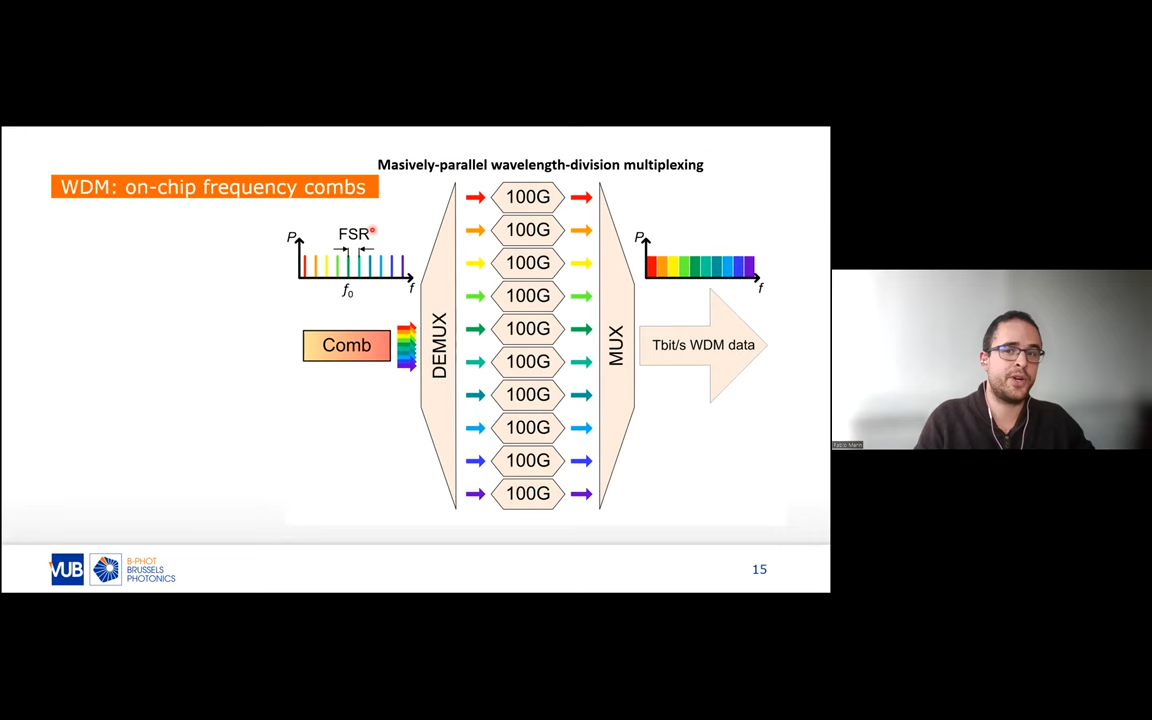 Masively-parallel wavelength-division multiplexing
WDM: on-chip frequency combs
P
FSR
f0
f
Comb
DEMUX
100G
100G
100G
100G
100G
100G
100G
100G
100G
100G
MUX
P
f
Tbit/s WDM data
VUB
B-PHOT
BRUSSELS
PHOTONICS
15